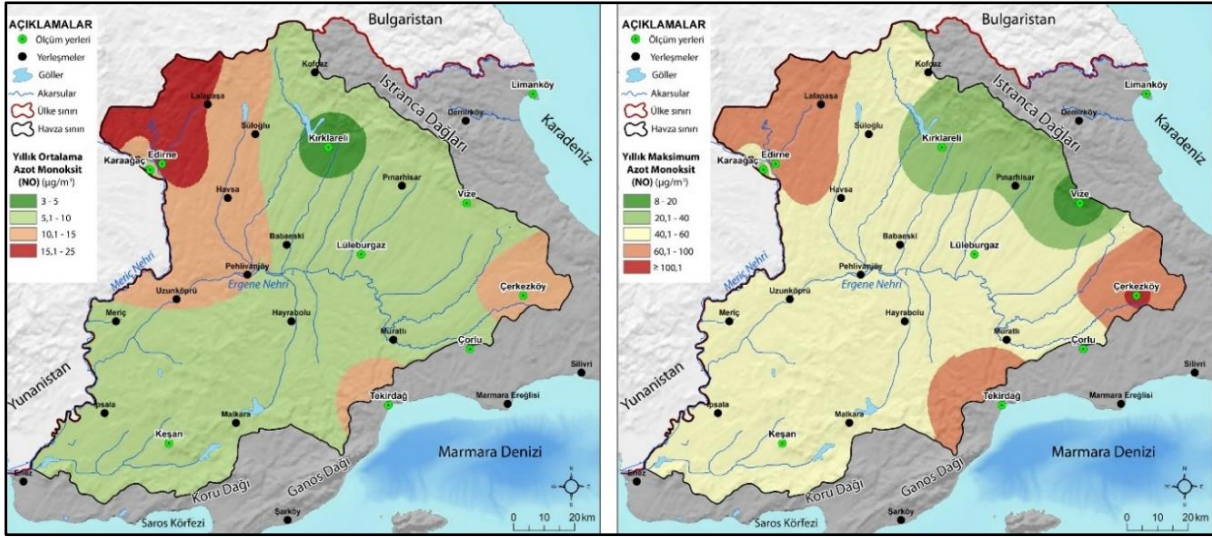 AÇIKLAMALAR
Ölçüm yerleri
Yerleşmeler
Göller
Akarsular
Ülke sınırı
Havza sınırı
Yıllık Ortalama
Azot Monoksit
(NO) (µg/m³)
3 - 5
5,1 - 10
10,1 - 15
15,1 - 25
Bulgaristan
Kofçaz
Istranca Dağları
Limanköy
Demirköy
Karadeniz
Lalapaşa
Süloğlu
Kırklareli
Karaağaç
Edirne
Pınarhisar
Havsa
Vize
Babaeski
Lüleburgaz
Pehlivanjöy
Meriç Nehri
Ergene Nehri
Uzunköprü
Çerkezköy
Meriç
Hayrabolu
Muratlı
Çorlu
Silivri
Yunanistan
Tekirdağ
Marmara Ereğlisi
İpsala
Malkara
Keşan
Marmara Denizi
Enez
Koru Dağı
Ganos Dağı
Saros Körfezi
Şarköy
0 10 20 km
AÇIKLAMALAR
Ölçüm yerleri
Yerleşmeler
Göller
Akarsular
Ülke sınırı
Havza sınırı
Yıllık Maksimum
Azot Monoksit
(NO) (µg/m³)
8 - 20
20,1 - 40
40,1 - 60
60,1 - 100
≥ 100,1
Bulgaristan
Kofçaz
Istranca Dağları
Limanköy
Demirköy
Karadeniz
Lalapaşa
Süloğlu
Kırklareli
Karaağaç
Edirne
Pınarhisar
Havsa
Vize
Babaeski
Lüleburgaz
Pehlivanjöy
Meriç Nehri
Ergene Nehri
Uzunköprü
Çerkezköy
Meriç
Hayrabolu
Muratlı
Çorlu
Silivri
Yunanistan
Tekirdağ
Marmara Ereğlisi
İpsala
Malkara
Keşan
Marmara Denizi
Enez
Koru Dağı
Ganos Dağı
Saros Körfezi
Şarköy
0 10 20 km